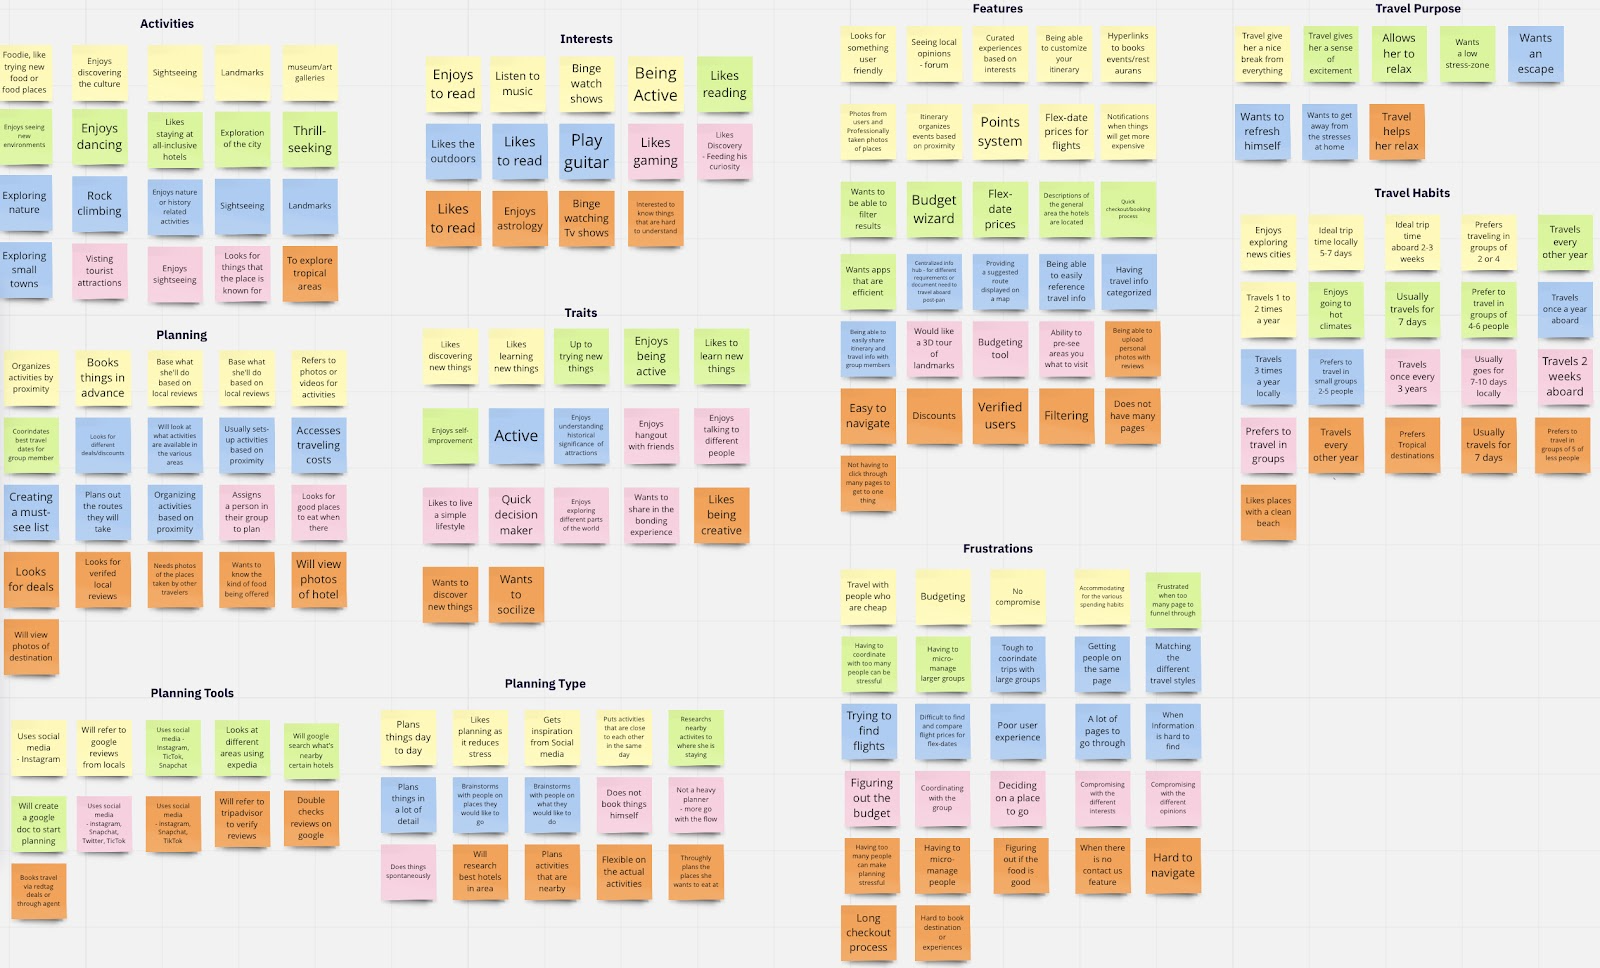 Activities
Foodie, like
trying new
food or
food places
Enjoys
discovering
the culture
Sightseeing
Landmarks
museum/art
galleries
Enjoys seeing
new
environments
Enjoys
dancing
Likes
staying at
all-inclusive
hotels
Exploration
of the city
Thrill-
seeking
Exploring
nature
Rock
climbing
Enjoys nature
or history
related
activities
Sightseeing
Landmarks
Exploring
small
towns
Visting
tourist
attractions
Enjoys
sightseeing
Looks for
things that
the place is
known for
To explore
tropical
areas
Planning
Organizes
activities by
proximity
Books
things in
advance
Base what
she'll do
based on
local reviews
Base what
she'll do
based on
local reviews
Refers to
photos or
videos for
activities
Coorindates
best travel
dates for
group member
Looks for
different
deals/discounts
Will look at
what activities
are available in
the various
areas
Usually sets-
up activities
based on
proximity
Accesses
traveling
costs
Creating
a must-
see list
Plans out
the routes
they will
take
Organizing
activities
based on
proximity
Assigns
a person in
their group
to plan
Looks for
good places
to eat when
there
Looks
for deals
Looks for
verifed
local
reviews
Needs photos
of the places
taken by other
travelers
Wants to
know the
kind of food
being offered
Will view
photos
of hotel
Will view
photos of
destination
Planning Tools
Uses social
media
- Instagram
Will refer to
google
reviews
from locals
Uses social
media -
Instagram,
TicTok,
Snapchat
Looks at
different
areas using
expedia
Will google
search what's
nearby
certain hotels
Will create
a google
doc to start
planning
Uses social
media
- instagram,
Snapchat,
Twitter, TicTok
Uses social
media
- instagram,
Snapchat,
TikTok
Will refer to
tripadvisor
to verify
reviews
Double
checks
reviews on
google
Books travel
via redtag
deals or
through agent
Interests
Enjoys
to read
Listen to
music
Binge
watch
shows
Being
Active
Likes
reading
Likes the
outdoors
Likes
to read
Play
guitar
Likes
gaming
Likes
Discovery
- Feeding his
curiosity
Likes
to read
Enjoys
astrology
Binge
watching
Tv shows
Interested to
know things
that are hard
to understand
Traits
Likes
discovering
new things
Likes
learning
new things
Up to
trying new
things
Enjoys
being
active
Likes to
learn new
things
Enjoys self-
improvement
Active
Enjoys
understanding
historical
significance of
attractions
Enjoys
hangout
with friends
Enjoys
talking to
different
people
Likes to live
a simple
lifestyle
Quick
decision
maker
Enjoys
exploring
different parts
of the world
Wants to
share in the
bonding
experience
Likes
being
creative
Wants to
discover
new things
Wants
to
socilize
Planning Type
Plans
things day
to day
Likes
planning as
it reduces
stress
Gets
inspiration
from Social
media
Puts activities
that are close
to each other
in the same
day
Researchs
nearby
activities to
where she is
staying
Plans
things in
a lot of
detail
Brainstorms
with people on
places they
would like to
go
Brainstorms
with people on
what they
would like to
do
Does not
book things
himself
Not a heavy
planner
- more go
with the flow
Does things
spontaneously
Will
research
best hotels
in area
Plans
activities
that are
nearby
Flexible on
the actual
activities
Throughly
plans the
places she
wants to eat at
Features
Looks for
something
user
friendly
Seeing local
opinions
- forum
Curated
experiences
based on
interests
Being able
to customize
your
itinerary
Hyperlinks
to books
events/rest
aurans
Photos from
users and
Professionally
taken photos
of places
Itinerary
organizes
events based
on proximity
Points
system
Flex-date
prices for
flights
Notifications
when things
will get more
expensive
Wants to
be able to
filter
results
Budget
wizard
Flex-
date
prices
Descriptions of
the general
area the hotels
are located
Quick
checkout/booking
process
Wants apps
that are
efficient
Centralized info
hub - for different
requirements or
document need to
travel aboard
post-pan
Providing
a suggested
route
displayed on
a map
Being able
to easily
reference
travel info
Having
travel info
categorized
Being able to
easily share
itinerary and
travel info with
group members
Would like
a 3D tour
of
landmarks
Budgeting
tool
Ability to
pre-see
areas you
what to visit
Being able to
upload
personal
photos with
reviews
Easy to
navigate
Discounts
Verified
users
Filtering
Does not
have many
pages
Not having to
click through
many pages to
get to one
thing
Frustrations
Travel with
people who
are cheap
Budgeting
No
compromise
Accommodating
for the various
spending habits
Frustrated
when too
many page to
funnel through
Having to
coordinate
with too many
people can be
stressful
Having to
micro-
manage
larger groups
Tough to
coorindate
trips with
large groups
Getting
people on
the same
page
Matching
the
different
travel styles
Trying to
find
flights
Difficult to find
and compare
flight prices for
flex-dates
Poor user
experience
A lot of
pages to
go through
When
Information
is hard to
find
Figuring
out the
budget
Coordinating
with the
group
Deciding
on a place
to go
Compromising
with the
different
interests
Compromising
with the
different
opinions
Having too
many people
can make
planning
stressful
Having to
micro-
manage
people
Figuring
out if the
food is
good
When there
is no
contact us
feature
Hard to
navigate
Long
checkout
process
Hard to book
destination
or
experiences
Travel Purpose
Travel give
her a nice
break from
everything
Travel gives
her a sense
of
excitement
Allows
her to
relax
Wants
a low
stress-zone
Wants
an
escape
Wants to
refresh
himself
Wants to get
away from
the stresses
at home
Travel
helps
her relax
Travel Habits
Enjoys
exploring
news cities
Ideal trip
time locally
5-7 days
Ideal trip
time
aboard 2-3
weeks
Prefers
traveling in
groups of
2 or 4
Travels
every
other year
Travels 1 to
2 times
a year
Enjoys
going to
hot
climates
Usually
travels for
7 days
Prefer to
travel in
groups of
4-6 people
Travels
once a year
aboard
Travels
3 times
a year
locally
Prefers to
travel in
small groups
2-5 people
Travels
once every
3 years
Usually
goes for
7-10 days
locally
Travels 2
weeks
aboard
Prefers to
travel in
groups
Travels
every
other year
Prefers
Tropical
destinations
Usually
travels for
7 days
Prefers to
travel in
groups of 5 of
less people
Likes places
with a clean
beach